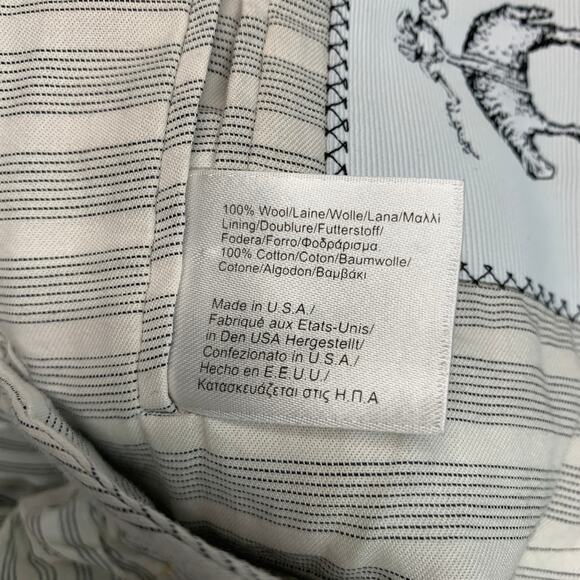 100% Wool/Laine/Wolle/Lana/Μαλλί
Lining/Doublure/Futterstoff/
Fodera/Forro/Φοδράρισμα
100% Cotton/Coton/Baumwolle/
Cotone/Algodon/Βαμβάκι
Made in U.S.A./
Fabriqué aux Etats-Unis/
in Den USA Hergestellt/
Confezionato in U.S.A./
Hecho en E.E.U.U./
Κατασκευάζεται στις Η.Π.Α